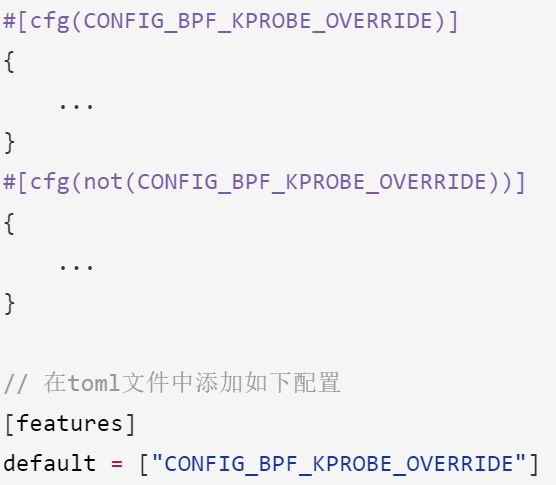 #[cfg(CONFIG_BPF_KPROBE_OVERRIDE)]
{
    ...
}
#[cfg(not(CONFIG_BPF_KPROBE_OVERRIDE))]
{
    ...
}

// 在toml文件中添加如下配置
[features]
default = ["CONFIG_BPF_KPROBE_OVERRIDE"]